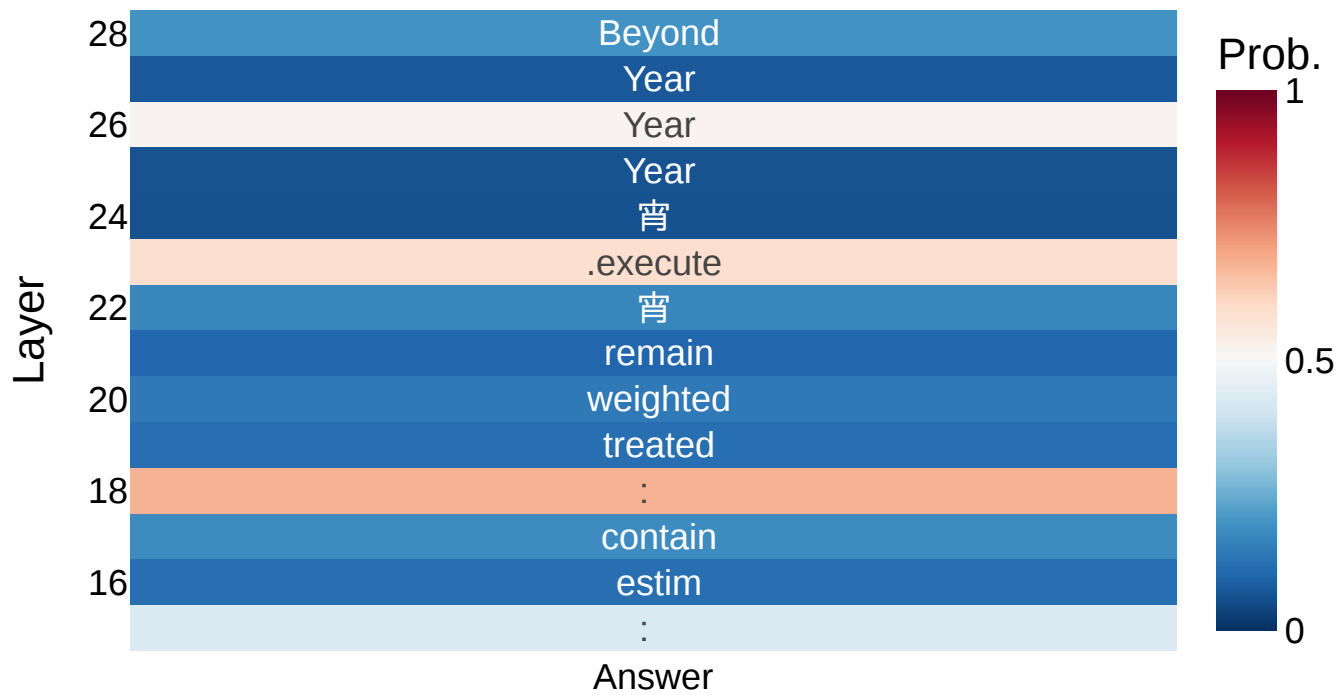 28 Beyond
Year
26 Year
Year
24 宵
.execute
22 宵
remain
20 weighted
treated
18 :
contain
16 estim
:
Answer
Layer
Prob.
1
0.5
0